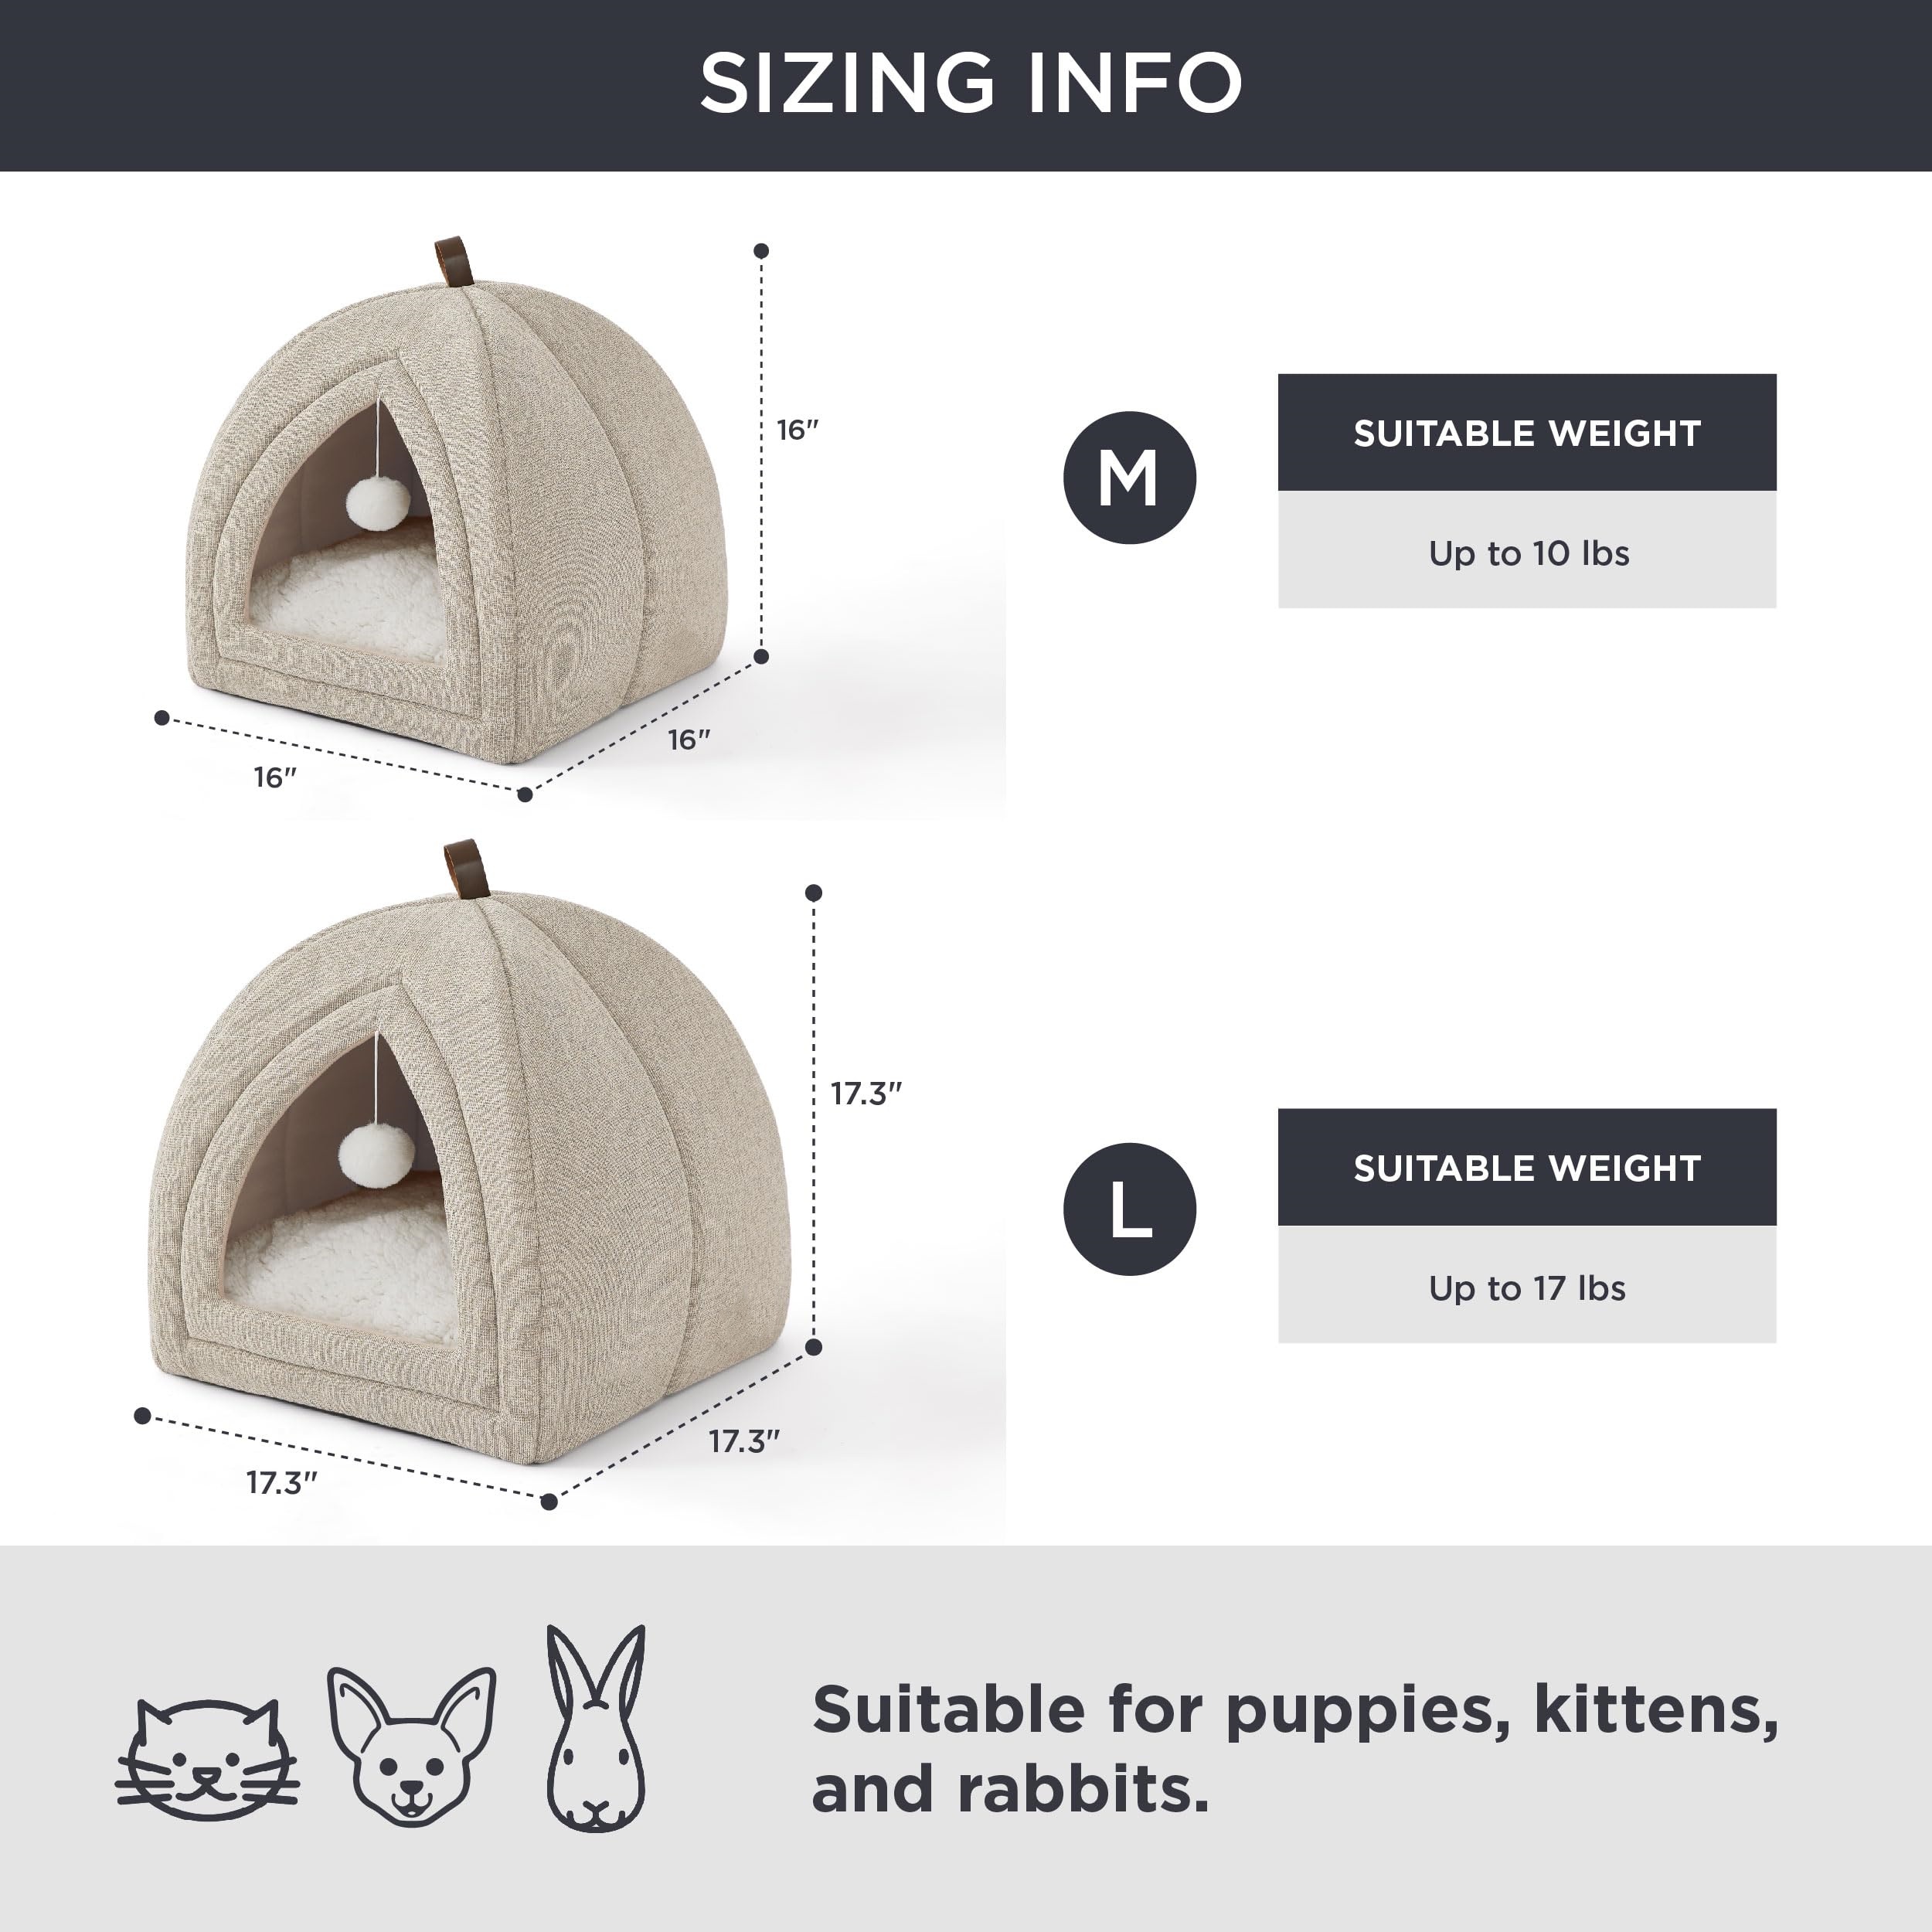 SIZING INFO
16"
16"
16"
M
SUITABLE WEIGHT
Up to 10 lbs
17.3"
17.3"
17.3"
L
SUITABLE WEIGHT
Up to 17 lbs
Suitable for puppies, kittens,
and rabbits.